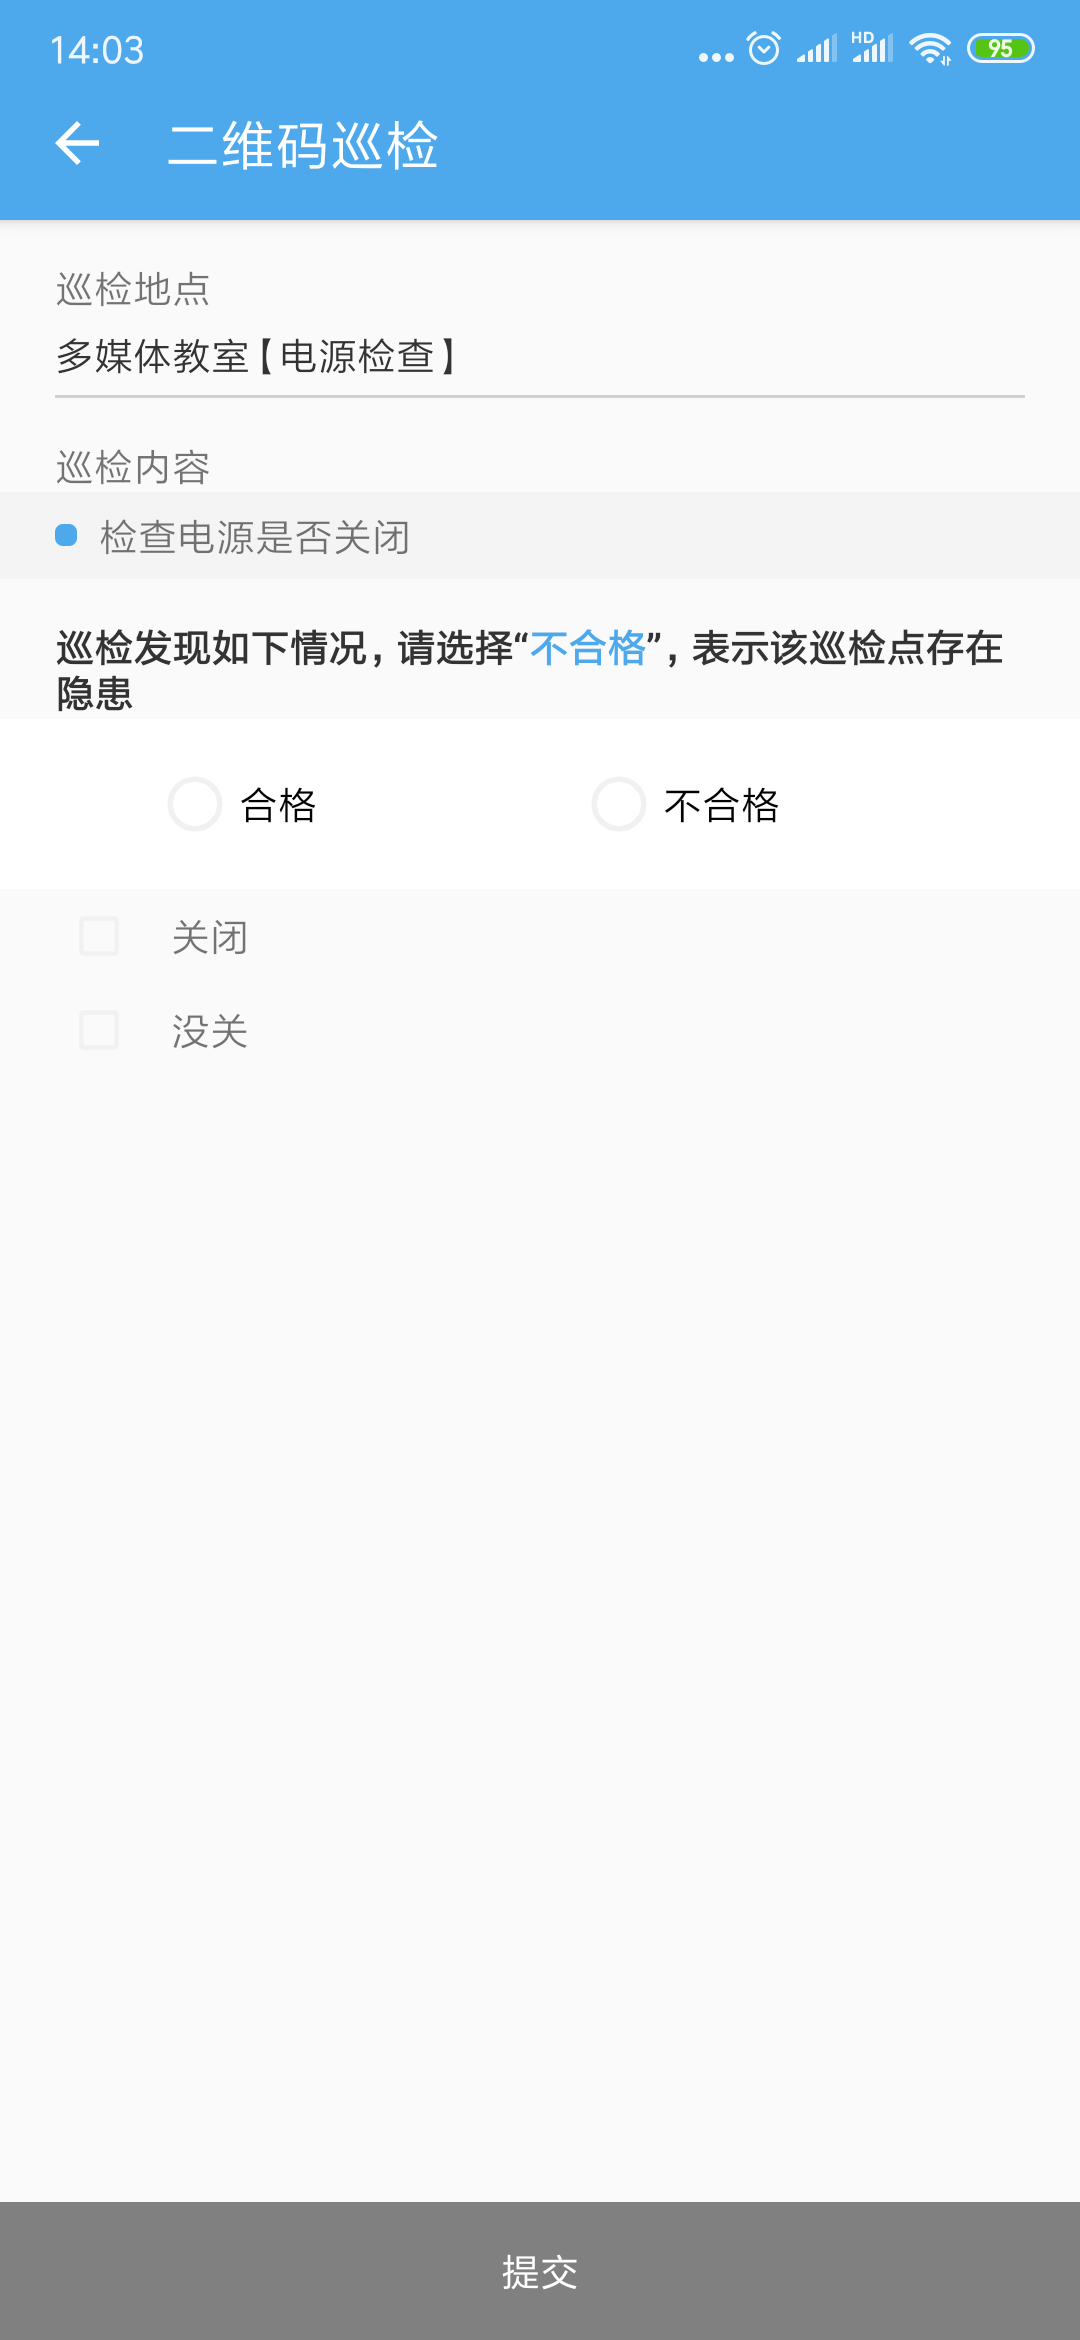 14:03
HD
95
二维码巡检
巡检地点
多媒体教室【电源检查】
巡检内容
检查电源是否关闭
巡检发现如下情况，请选择“不合格”，表示该巡检点存在
隐患
合格
不合格
关闭
没关
提交